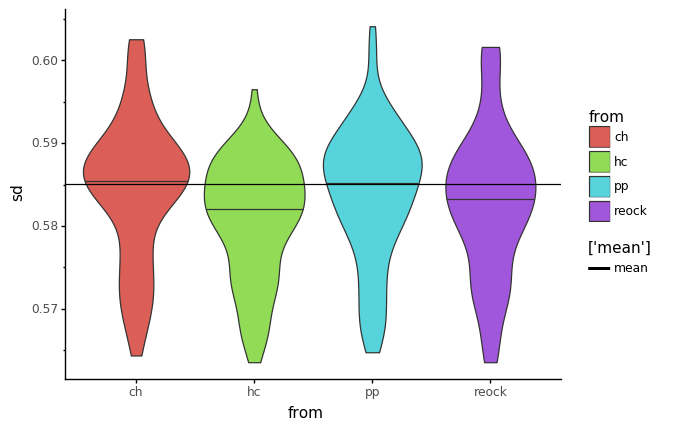 0.60
0.59
0.58
0.57
sd
ch
hc
pp
reock
from
from
ch
hc
pp
reock
['mean']
mean